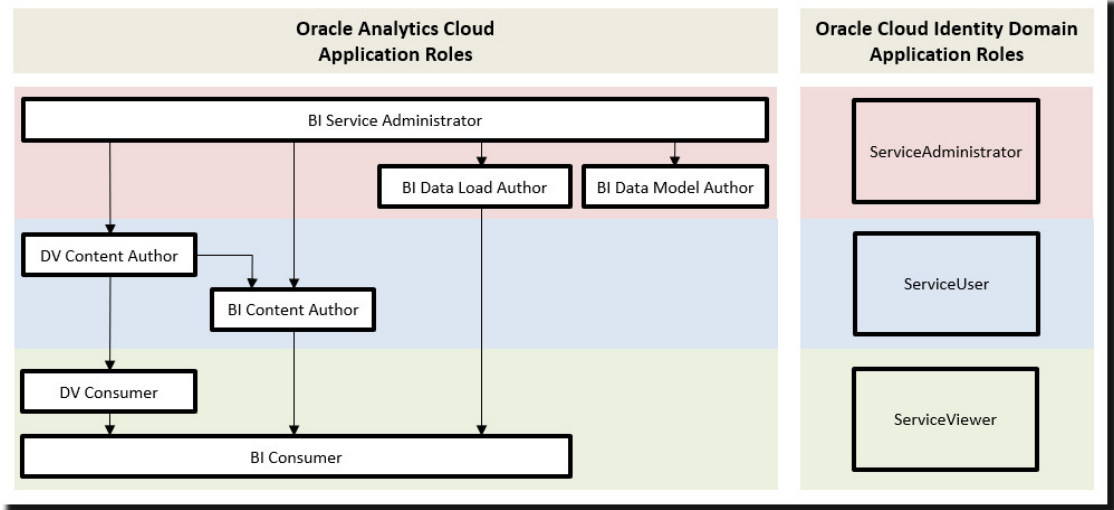 Oracle Analytics Cloud
Application Roles
Oracle Cloud Identity Domain
Application Roles
BI Service Administrator
ServiceAdministrator
BI Data Load Author
BI Data Model Author
DV Content Author
ServiceUser
BI Content Author
DV Consumer
ServiceViewer
BI Consumer